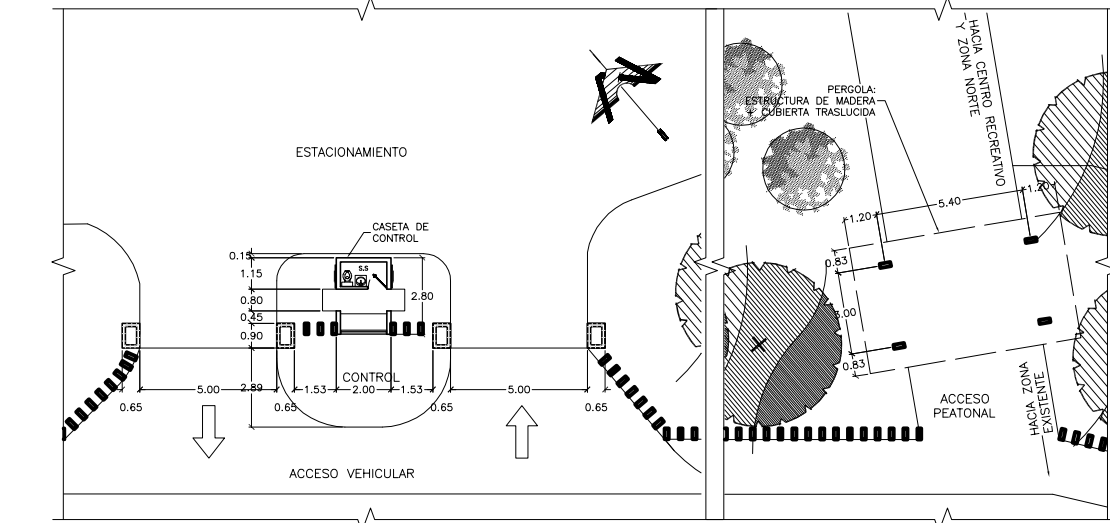 ESTACIONAMIENTO
CASETA DE
CONTROL
S.S
0.15
1.15
0.80
0.45
0.90
2.89
2.80
CONTROL
5.00
1.53
2.00
1.53
5.00
0.65
0.65
0.65
0.65
ACCESO VEHICULAR
PERGOLA:
ESTRUCTURA DE MADERA
+ CUBIERTA TRASLUCIDA
HACIA CENTRO RECREATIVO
Y ZONA NORTE
1.20
5.40
1.20
0.83
3.00
0.83
ACCESO
PEATONAL
HACIA ZONA
EXISTENTE